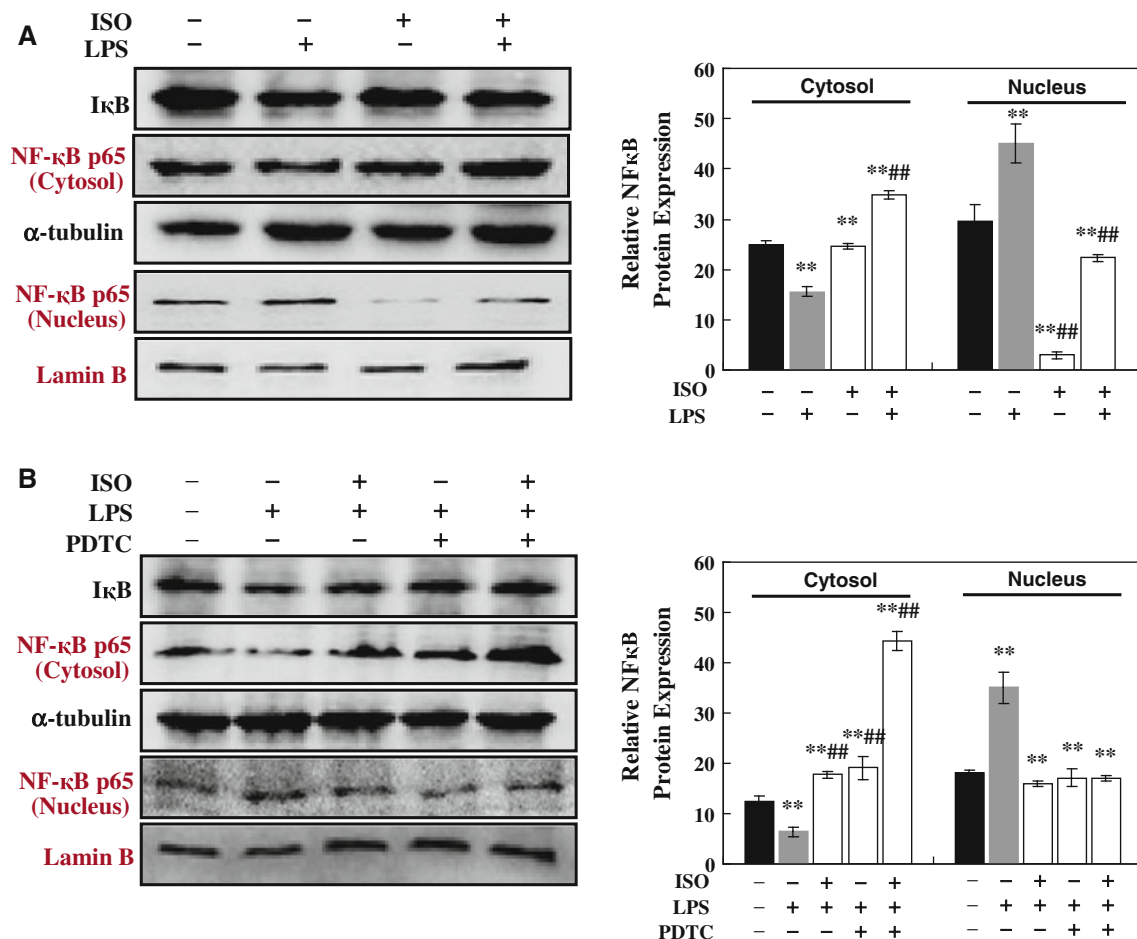 A
ISO − − + +
LPS − + − +
IκB
NF-κB p65
(Cytosol)
α-tubulin
NF-κB p65
(Nucleus)
Lamin B
Relative NFκB
Protein Expression
60
50
40
30
20
10
0
Cytosol
Nucleus
**
**
**##
**
**##
**##
ISO − − + + − − + +
LPS − + − + − + − +
B
ISO − − + − +
LPS − + + + +
PDTC − − − + +
IκB
NF-κB p65
(Cytosol)
α-tubulin
NF-κB p65
(Nucleus)
Lamin B
Relative NFκB
Protein Expression
60
50
40
30
20
10
0
Cytosol
Nucleus
**
**##
**##
**##
**
**
**
**
ISO − − + − + − − + − +
LPS − + + + + − + + + +
PDTC − − − + + − − − + +